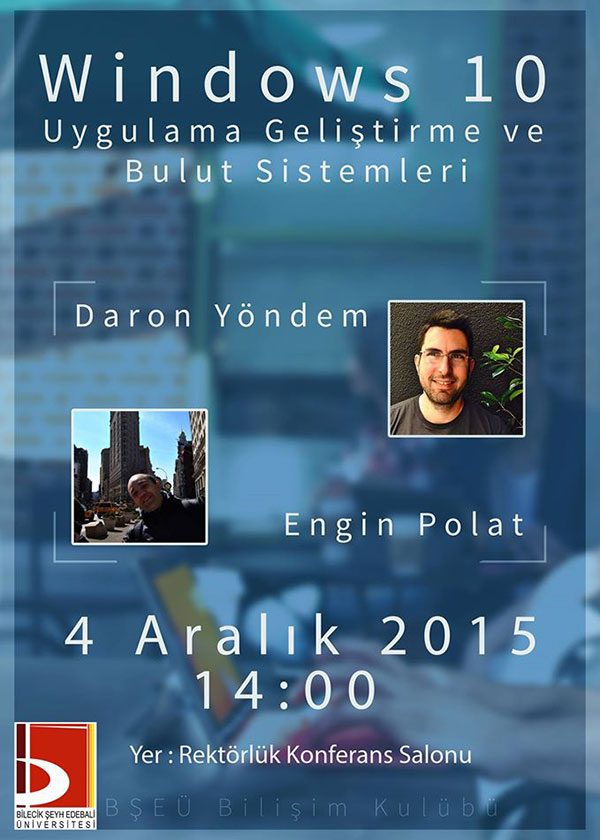 Windows 10
Uygulama Geliştirme ve
Bulut Sistemleri
Daron Yöndem
Engin Polat
4 Aralık 2015
14:00
Yer : Rektörlük Konferans Salonu
BİLECİK ŞEYH EDEBALİ
ÜNİVERSİTESİ
BŞEÜ Bilişim Kulübü